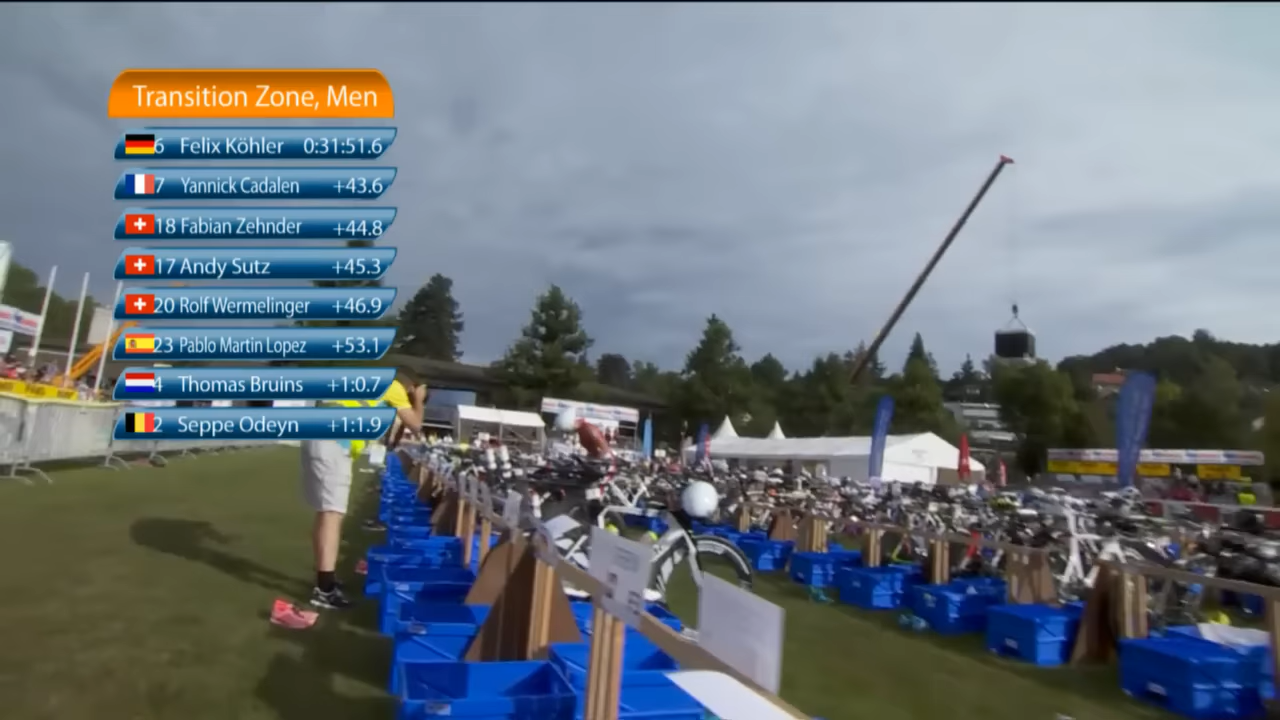 Transition Zone, Men
6 Felix Köhler 0:31:51.6
7 Yannick Cadalen +43.6
18 Fabian Zehnder +44.8
17 Andy Sutz +45.3
20 Rolf Wermelinger +46.9
23 Pablo Martin Lopez +53.1
4 Thomas Bruins +1:0.7
2 Seppe Odeyn +1:1.9